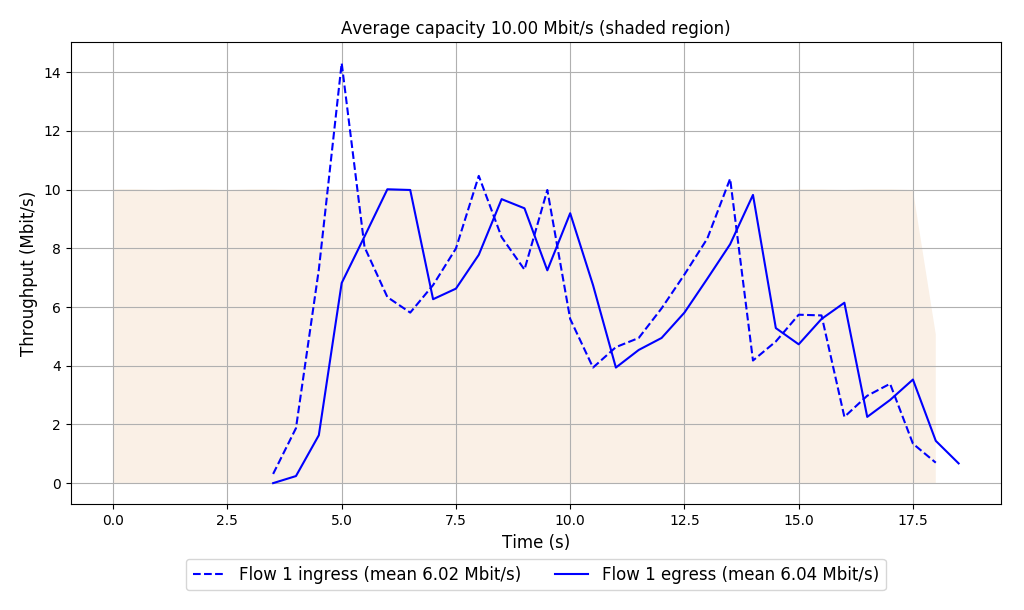 Average capacity 10.00 Mbit/s (shaded region)
Throughput (Mbit/s)
14
12
10
8
6
4
2
0
0.0 2.5 5.0 7.5 10.0 12.5 15.0 17.5
Time (s)
Flow 1 ingress (mean 6.02 Mbit/s) Flow 1 egress (mean 6.04 Mbit/s)